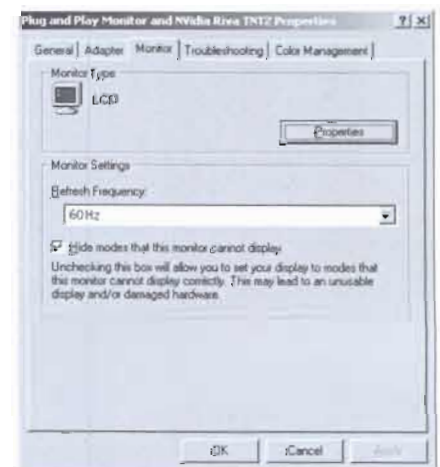 Plug and Play Monitor and NVidia Riva TNT2 Properties ? X
General Adapter Monitor Troubleshooting Color Management
Monitor Type
LCD
Properties
Monitor Settings
Refresh Frequency:
60 Hz
Hide modes that this monitor cannot display
Unchecking this box will allow you to set your display to modes that
this monitor cannot display correctly. This may lead to an unusable
display and/or damaged hardware.
OK Cancel Apply